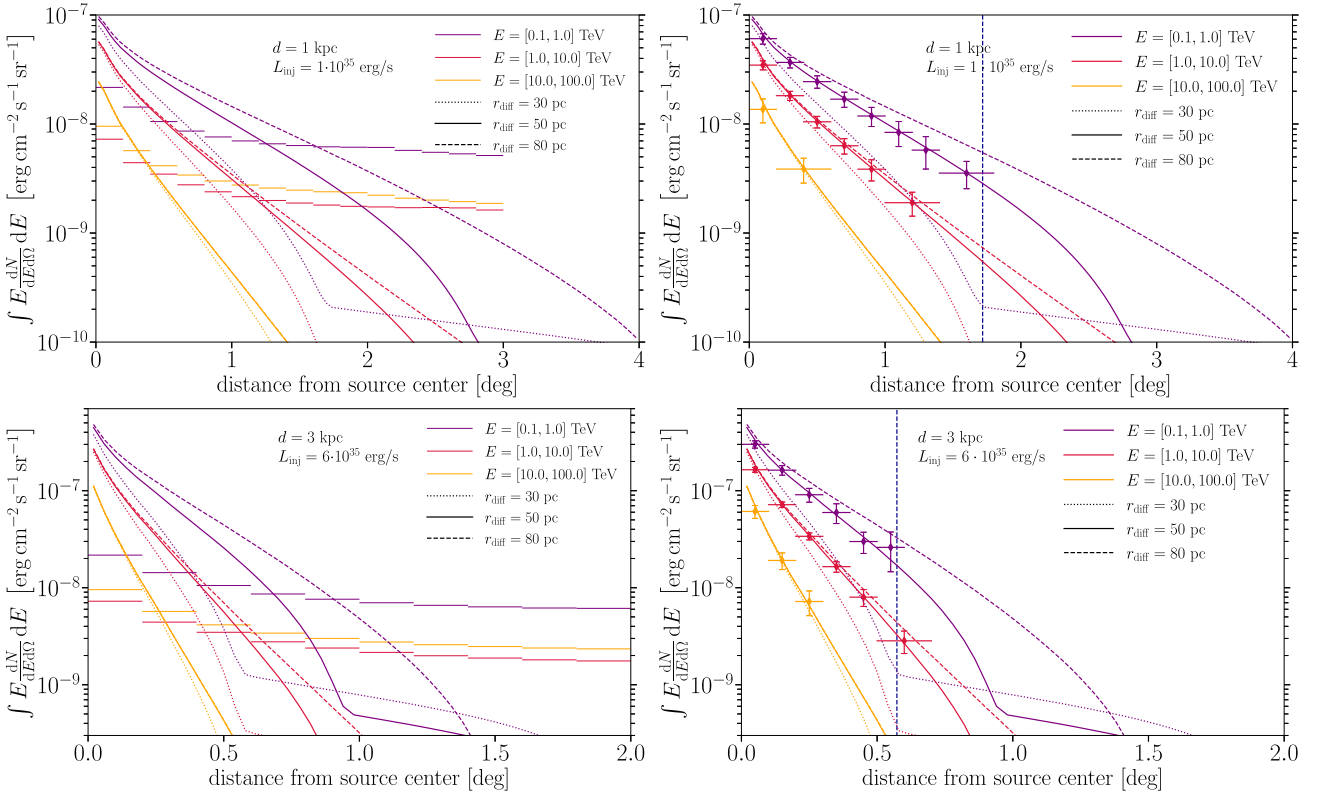 10⁻⁷
10⁻⁸
10⁻⁹
10⁻¹⁰
∫ E dN/dEdΩ dE [erg cm⁻² s⁻¹ sr⁻¹]
d = 1 kpc
L_inj = 1·10³⁵ erg/s
E = [0.1, 1.0] TeV
E = [1.0, 10.0] TeV
E = [10.0, 100.0] TeV
r_diff = 30 pc
r_diff = 50 pc
r_diff = 80 pc
0 1 2 3 4
distance from source center [deg]
10⁻⁷
10⁻⁸
10⁻⁹
10⁻¹⁰
∫ E dN/dEdΩ dE [erg cm⁻² s⁻¹ sr⁻¹]
d = 1 kpc
L_inj = 1 · 10³⁵ erg/s
E = [0.1, 1.0] TeV
E = [1.0, 10.0] TeV
E = [10.0, 100.0] TeV
r_diff = 30 pc
r_diff = 50 pc
r_diff = 80 pc
0 1 2 3 4
distance from source center [deg]
10⁻⁷
10⁻⁸
10⁻⁹
∫ E dN/dEdΩ dE [erg cm⁻² s⁻¹ sr⁻¹]
d = 3 kpc
L_inj = 6·10³⁵ erg/s
E = [0.1, 1.0] TeV
E = [1.0, 10.0] TeV
E = [10.0, 100.0] TeV
r_diff = 30 pc
r_diff = 50 pc
r_diff = 80 pc
0.0 0.5 1.0 1.5 2.0
distance from source center [deg]
10⁻⁷
10⁻⁸
10⁻⁹
∫ E dN/dEdΩ dE [erg cm⁻² s⁻¹ sr⁻¹]
d = 3 kpc
L_inj = 6 · 10³⁵ erg/s
E = [0.1, 1.0] TeV
E = [1.0, 10.0] TeV
E = [10.0, 100.0] TeV
r_diff = 30 pc
r_diff = 50 pc
r_diff = 80 pc
0.0 0.5 1.0 1.5 2.0
distance from source center [deg]